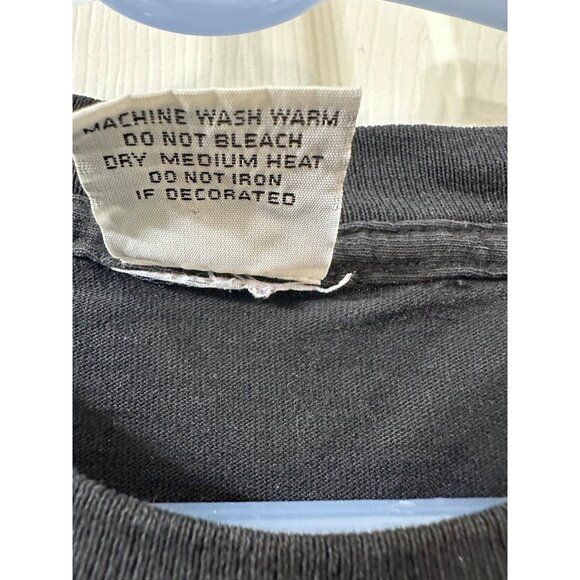 MACHINE WASH WARM
DO NOT BLEACH
DRY MEDIUM HEAT
DO NOT IRON
IF DECORATED